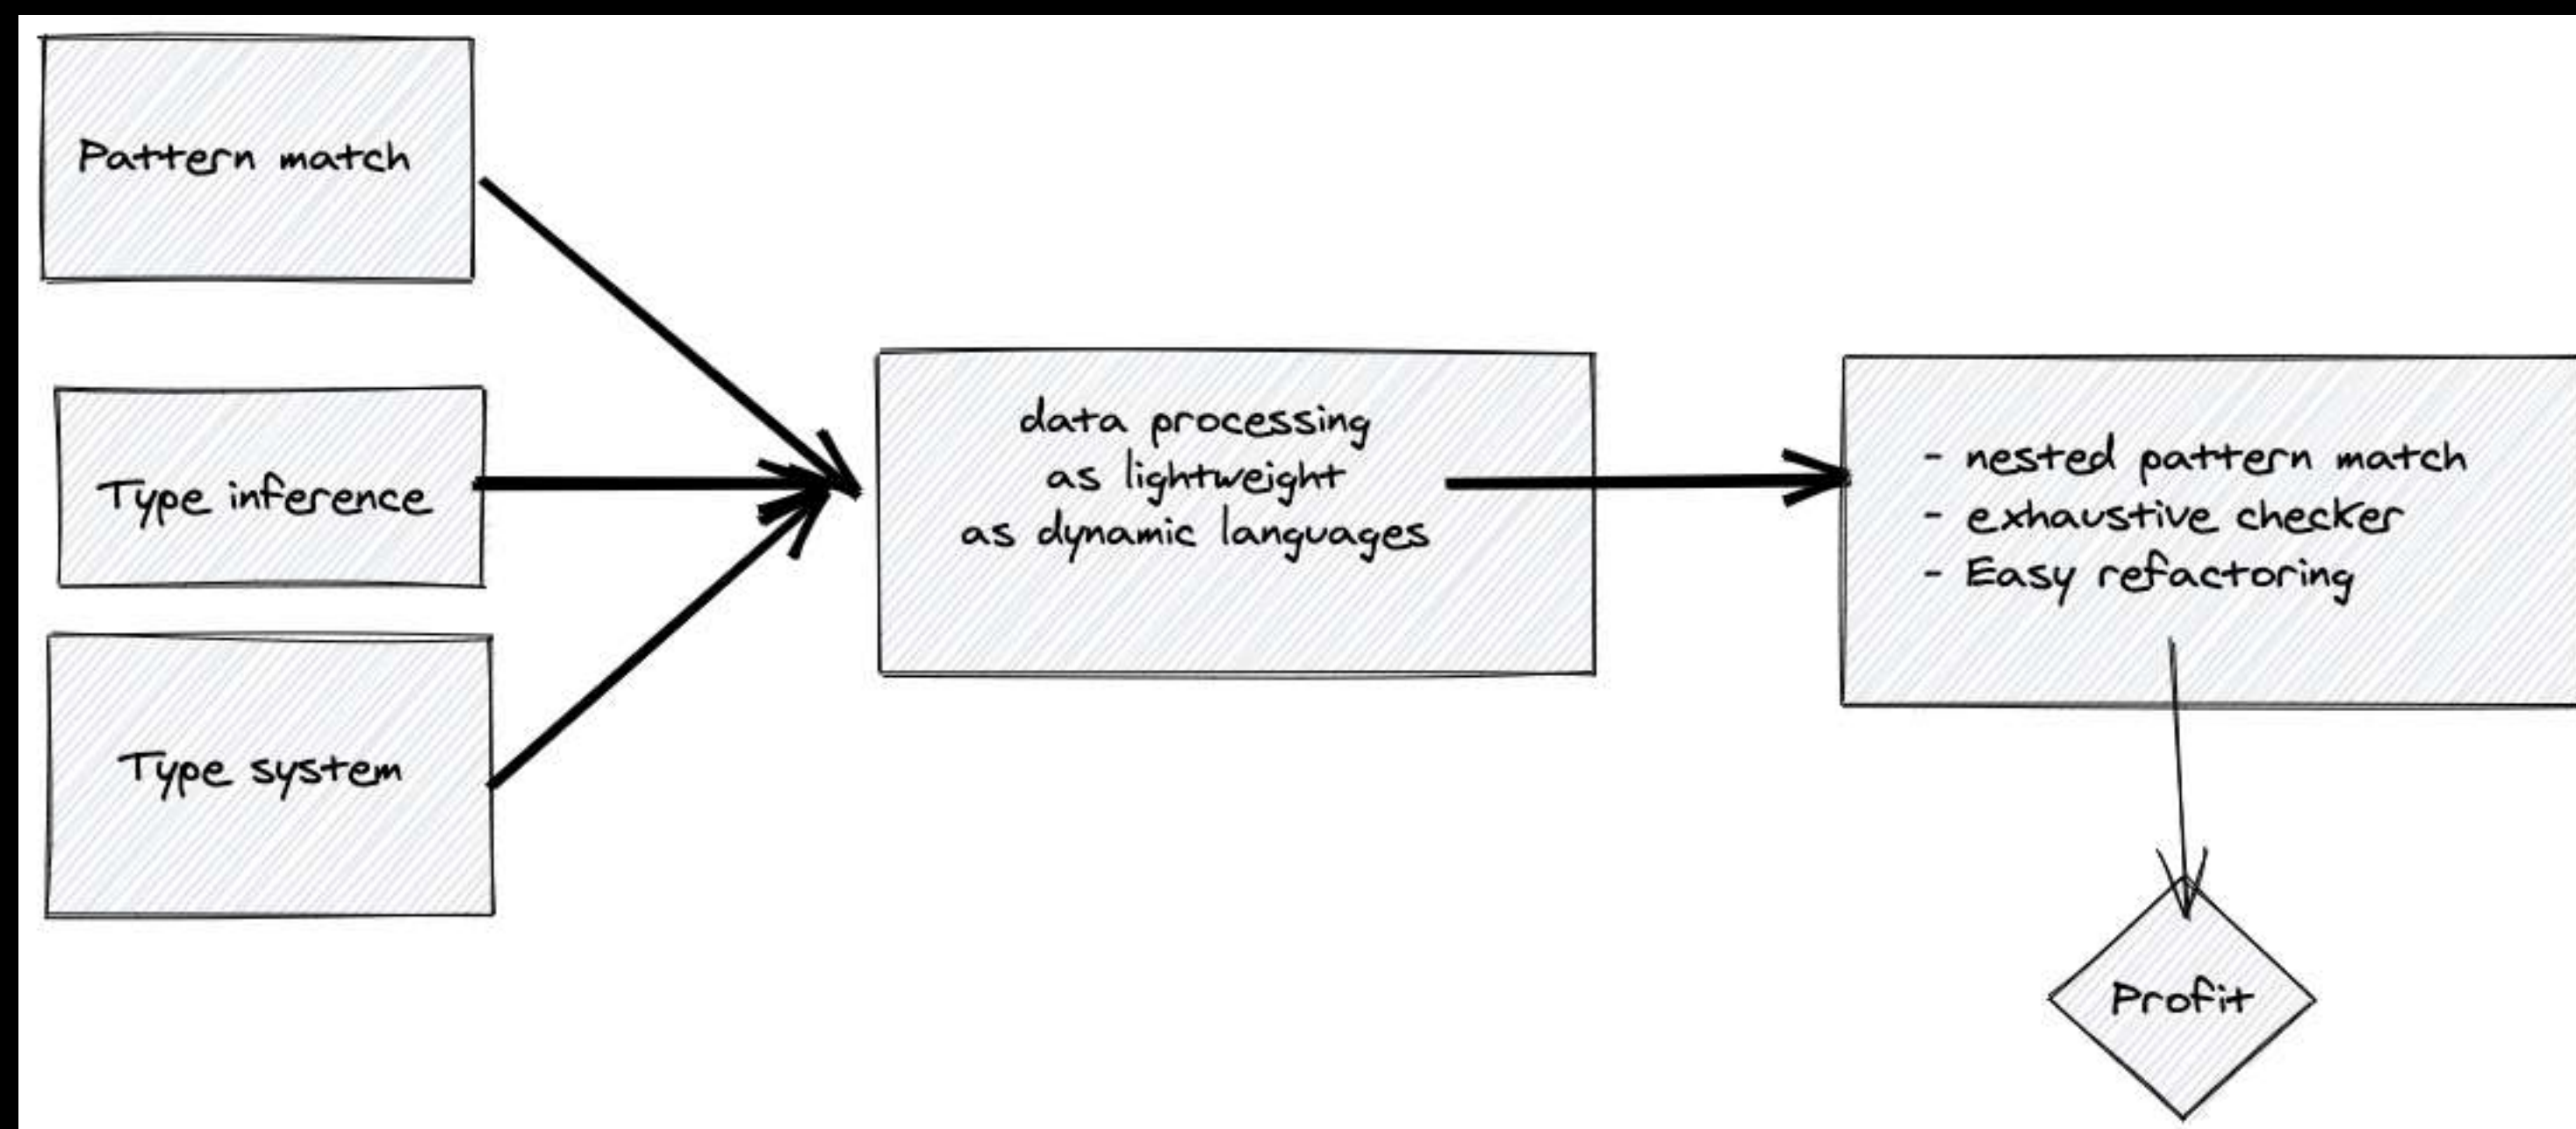 Pattern match
Type inference
Type system
data processing
as lightweight
as dynamic languages
- nested pattern match
- exhaustive checker
- Easy refactoring
Profit